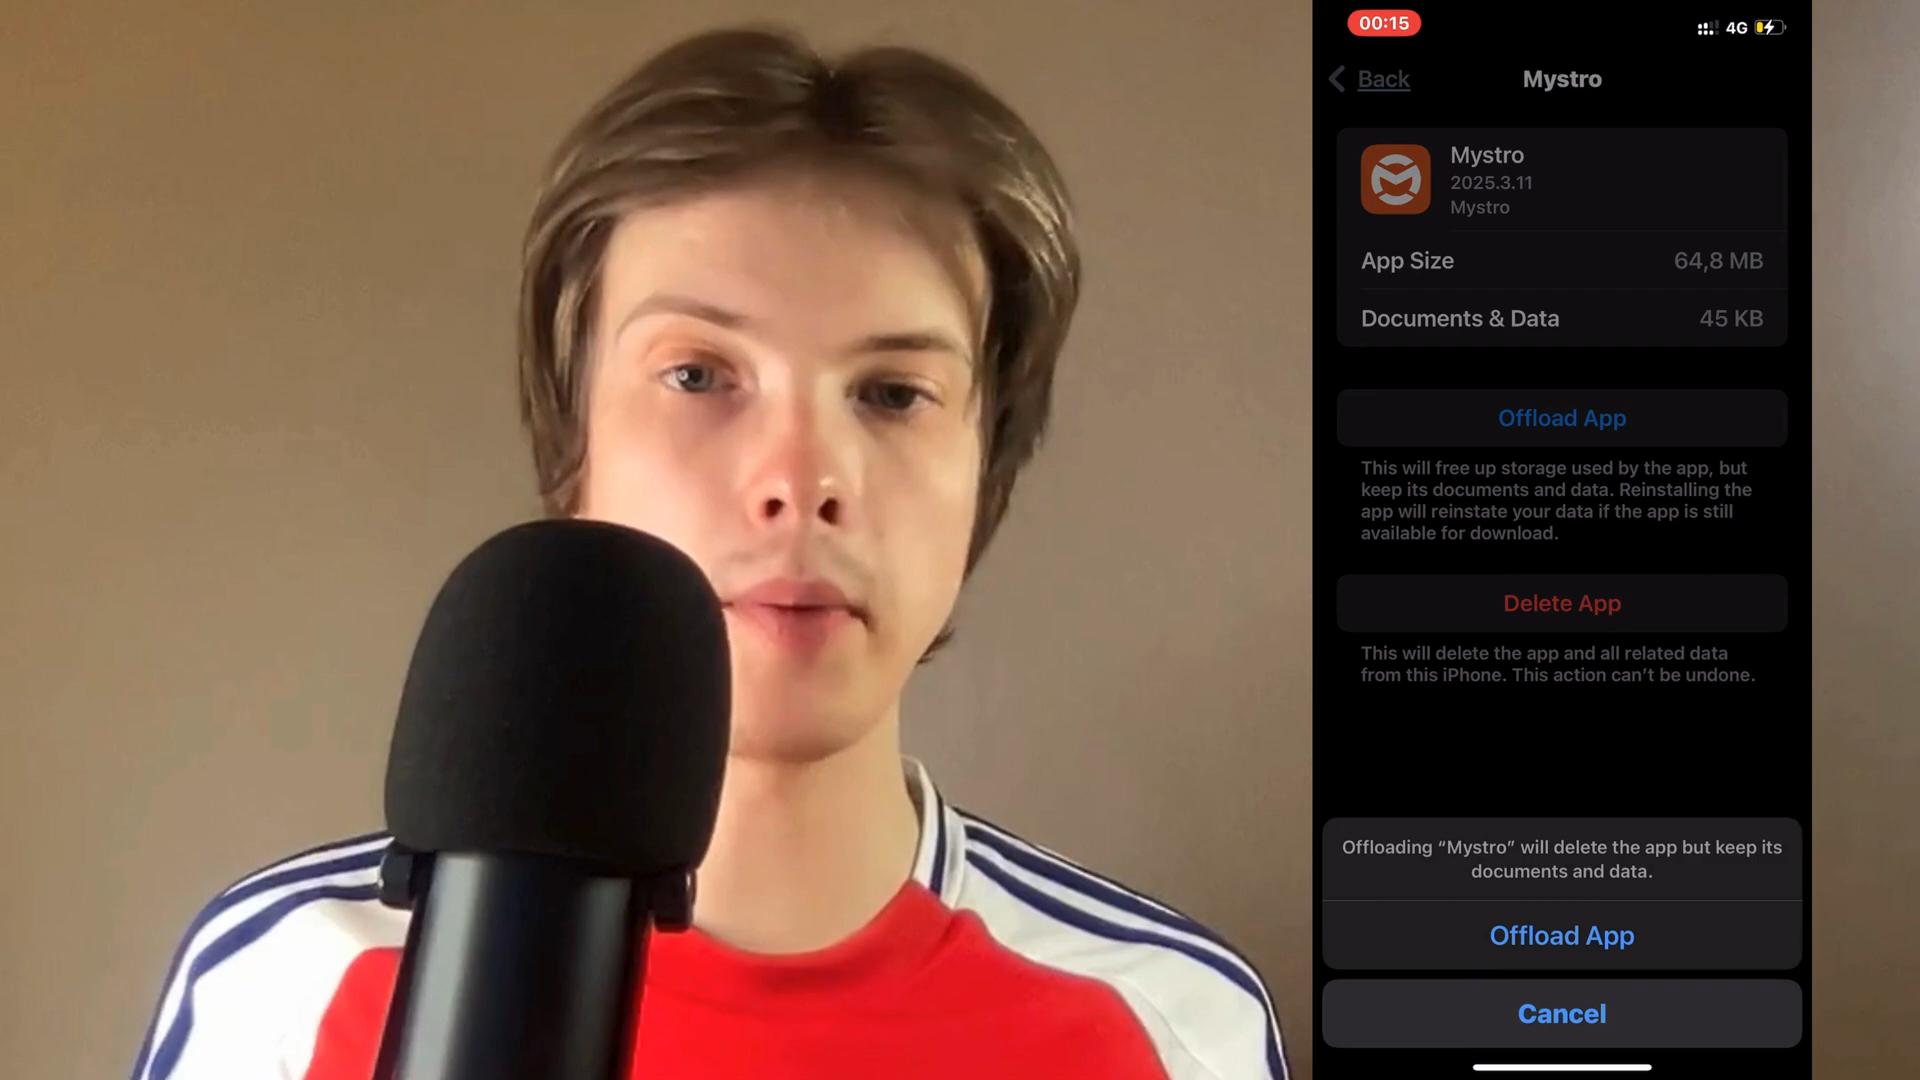 00:15
4G
Back
Mystro
Mystro
2025.3.11
Mystro
App Size
64,8 MB
Documents & Data
45 KB
Offload App
This will free up storage used by the app, but
keep its documents and data. Reinstalling the
app will reinstate your data if the app is still
available for download.
Delete App
This will delete the app and all related data
from this iPhone. This action can’t be undone.
Offloading “Mystro” will delete the app but keep its
documents and data.
Offload App
Cancel